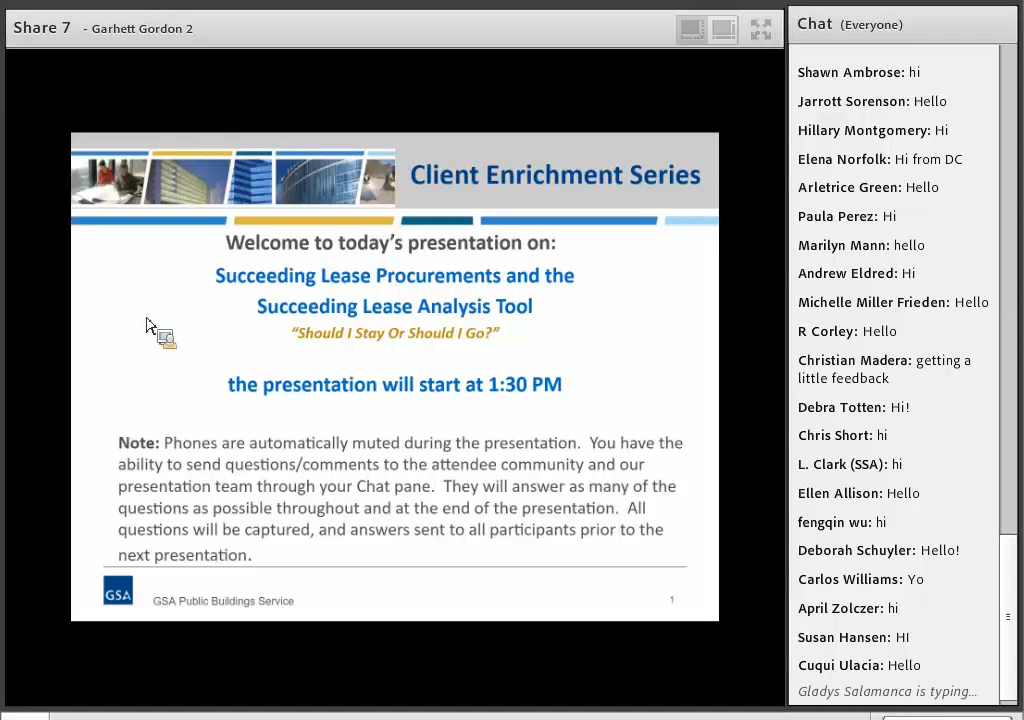 Share 7 - Garhett Gordon 2
Client Enrichment Series
Welcome to today's presentation on:
Succeeding Lease Procurements and the
Succeeding Lease Analysis Tool
“Should I Stay Or Should I Go?”
the presentation will start at 1:30 PM
Note: Phones are automatically muted during the presentation. You have the
ability to send questions/comments to the attendee community and our
presentation team through your Chat pane. They will answer as many of the
questions as possible throughout and at the end of the presentation. All
questions will be captured, and answers sent to all participants prior to the
next presentation.
GSA
GSA Public Buildings Service
1
Chat (Everyone)
Shawn Ambrose: hi
Jarrott Sorenson: Hello
Hillary Montgomery: Hi
Elena Norfolk: Hi from DC
Arletrice Green: Hello
Paula Perez: Hi
Marilyn Mann: hello
Andrew Eldred: Hi
Michelle Miller Frieden: Hello
R Corley: Hello
Christian Madera: getting a
little feedback
Debra Totten: Hi!
Chris Short: hi
L. Clark (SSA): hi
Ellen Allison: Hello
fengqin wu: hi
Deborah Schuyler: Hello!
Carlos Williams: Yo
April Zolczer: hi
Susan Hansen: HI
Cuqui Ulacia: Hello
Gladys Salamanca is typing...